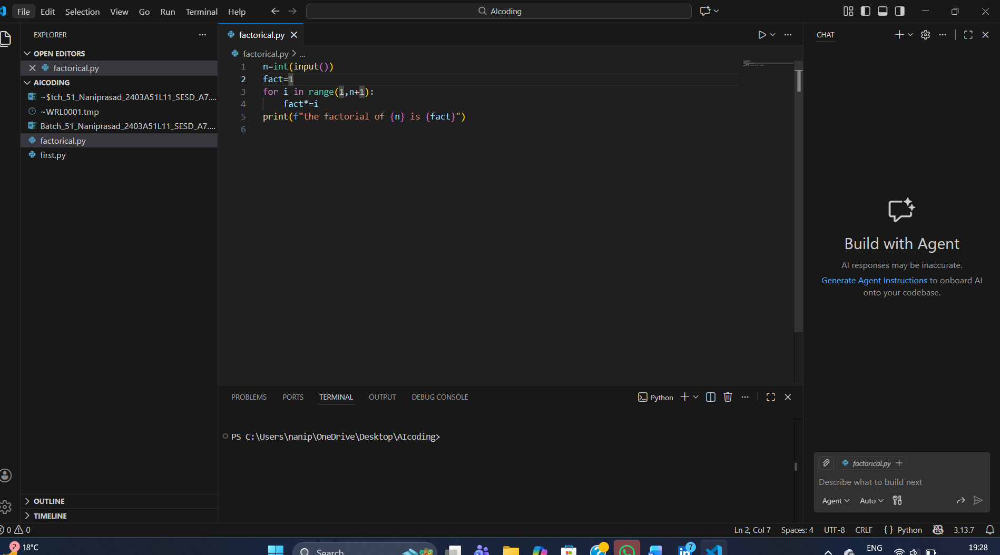 File Edit Selection View Go Run Terminal Help
AIcoding
EXPLORER
OPEN EDITORS
factorical.py
AICODING
~$tch_51_Naniprasad_2403A51L11_SESD_A7....
~WRL0001.tmp
Batch_51_Naniprasad_2403A51L11_SESD_A7....
factorical.py
first.py
OUTLINE
TIMELINE
factorical.py
factorical.py > ...
1 n=int(input())
2 fact=1
3 for i in range(1,n+1):
4 fact*=i
5 print(f"the factorial of {n} is {fact}")
6
PROBLEMS PORTS TERMINAL OUTPUT DEBUG CONSOLE
Python
PS C:\Users\nanip\OneDrive\Desktop\AIcoding>
CHAT
Build with Agent
AI responses may be inaccurate.
Generate Agent Instructions to onboard AI
onto your codebase.
factorical.py
Describe what to build next
Agent Auto
0 0
Ln 2, Col 7 Spaces: 4 UTF-8 CRLF {} Python 3.13.7
2 18°C
Search
7
ENG
19:28